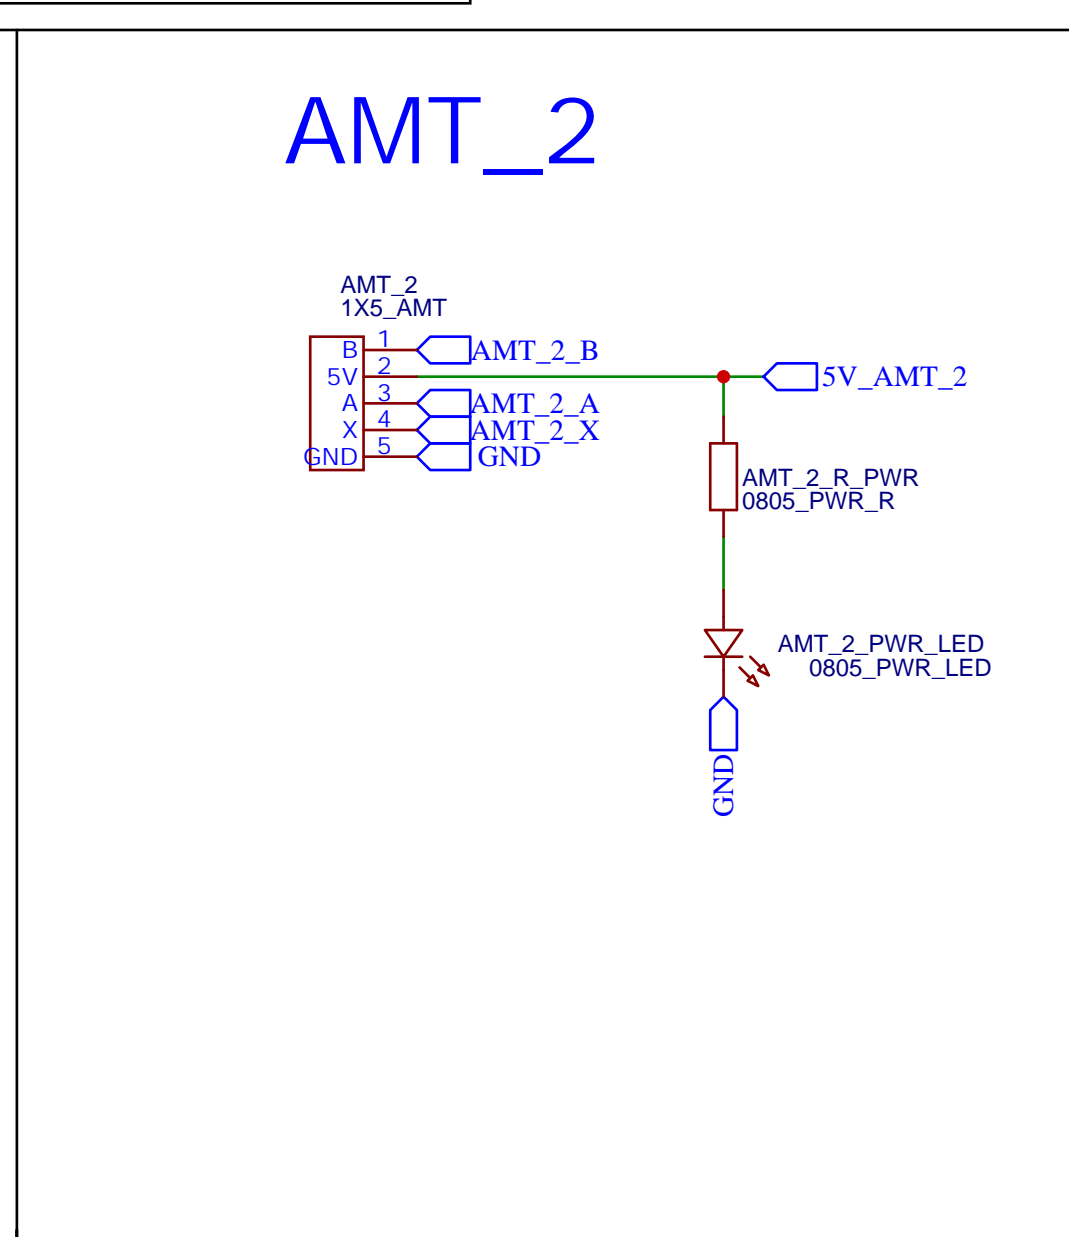 AMT_2
AMT_2
1X5_AMT
B 1 AMT_2_B
5V 2 5V_AMT_2
A 3 AMT_2_A
X 4 AMT_2_X
GND 5 GND
AMT_2_R_PWR
0805_PWR_R
AMT_2_PWR_LED
0805_PWR_LED
GND